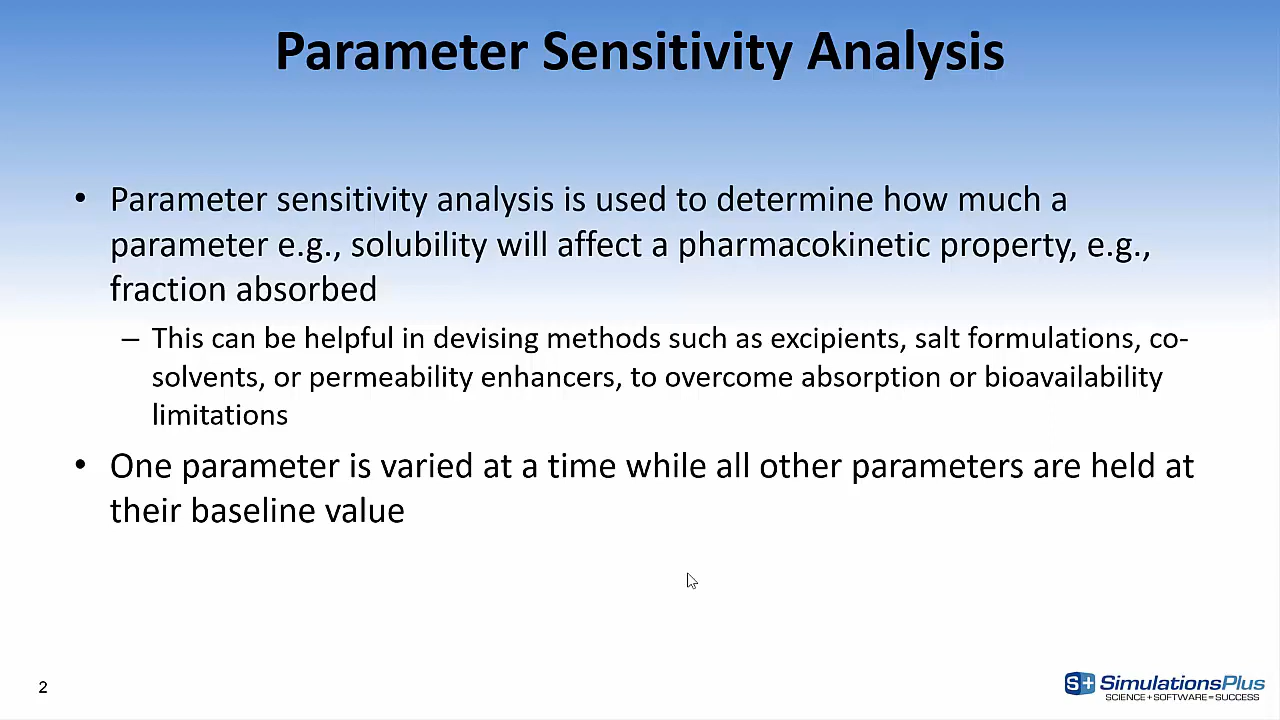 Parameter Sensitivity Analysis
• Parameter sensitivity analysis is used to determine how much a
parameter e.g., solubility will affect a pharmacokinetic property, e.g.,
fraction absorbed
– This can be helpful in devising methods such as excipients, salt formulations, co-
solvents, or permeability enhancers, to overcome absorption or bioavailability
limitations
• One parameter is varied at a time while all other parameters are held at
their baseline value
2
S+ SimulationsPlus
SCIENCE+SOFTWARE=SUCCESS